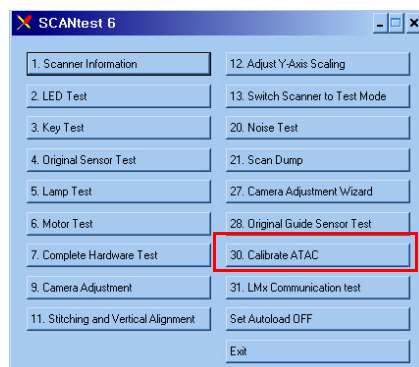 SCANtest 6
1. Scanner Information
2. LED Test
3. Key Test
4. Original Sensor Test
5. Lamp Test
6. Motor Test
7. Complete Hardware Test
9. Camera Adjustment
11. Stitching and Vertical Alignment
12. Adjust Y-Axis Scaling
13. Switch Scanner to Test Mode
20. Noise Test
21. Scan Dump
27. Camera Adjustment Wizard
28. Original Guide Sensor Test
30. Calibrate ATAC
31. LMx Communication test
Set Autoload OFF
Exit